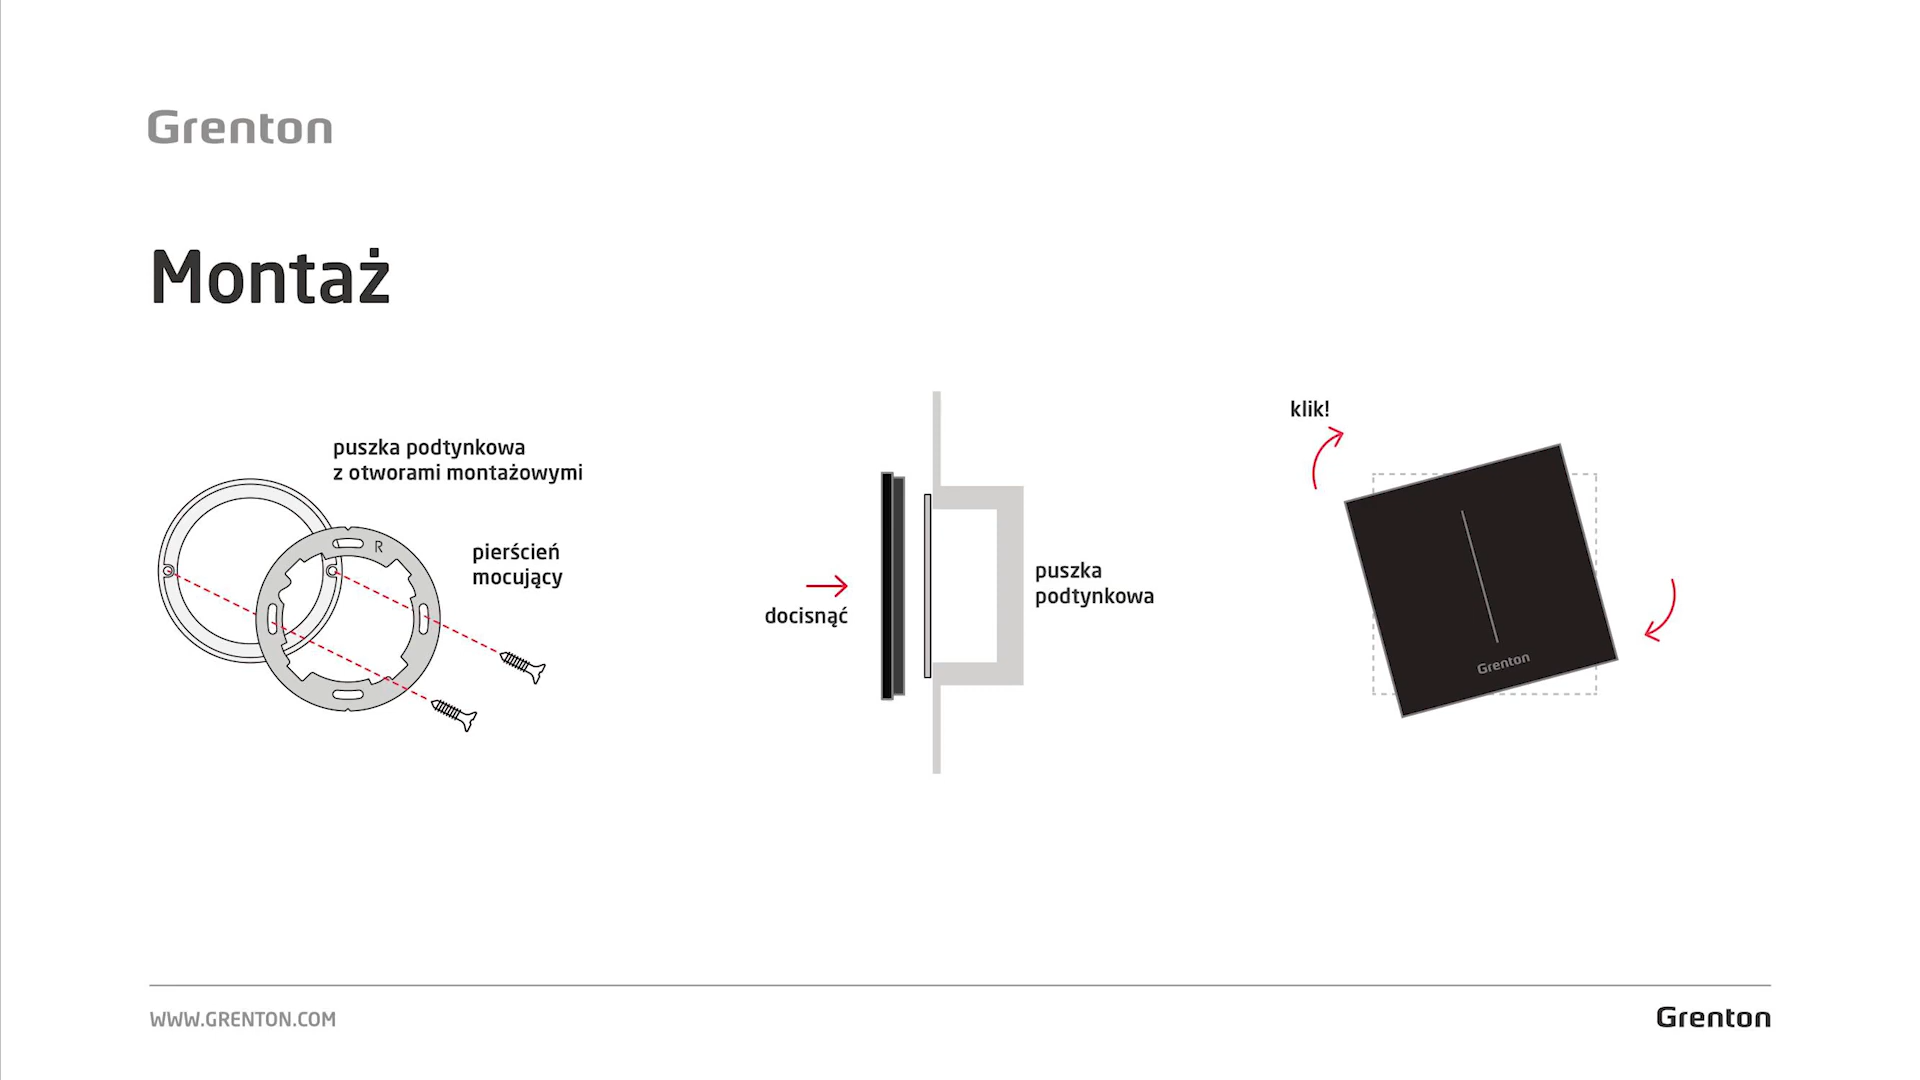 Grenton
Montaż
puszka podtynkowa
z otworami montażowymi
R
pierścień
mocujący
docisnąć
puszka
podtynkowa
klik!
Grenton
WWW.GRENTON.COM
Grenton